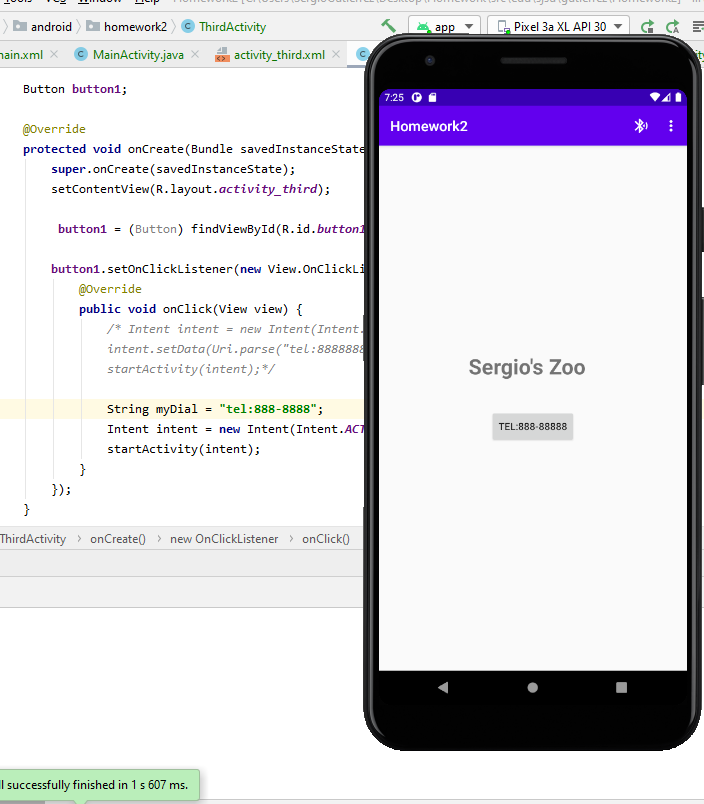 Tools VCS Window Help
android homework2 ThirdActivity app Pixel 3a XL API 30
main.xml MainActivity.java activity_third.xml
Button button1;
@Override
protected void onCreate(Bundle savedInstanceState
super.onCreate(savedInstanceState);
setContentView(R.layout.activity_third);
button1 = (Button) findViewById(R.id.button1
button1.setOnClickListener(new View.OnClickLi
@Override
public void onClick(View view) {
/* Intent intent = new Intent(Intent.
intent.setData(Uri.parse("tel:8888888
startActivity(intent);*/
String myDial = "tel:888-8888";
Intent intent = new Intent(Intent.ACT
startActivity(intent);
}
});
}
ThirdActivity onCreate() new OnClickListener onClick()
ll successfully finished in 1 s 607 ms.
7:25
Homework2
Sergio's Zoo
TEL:888-88888